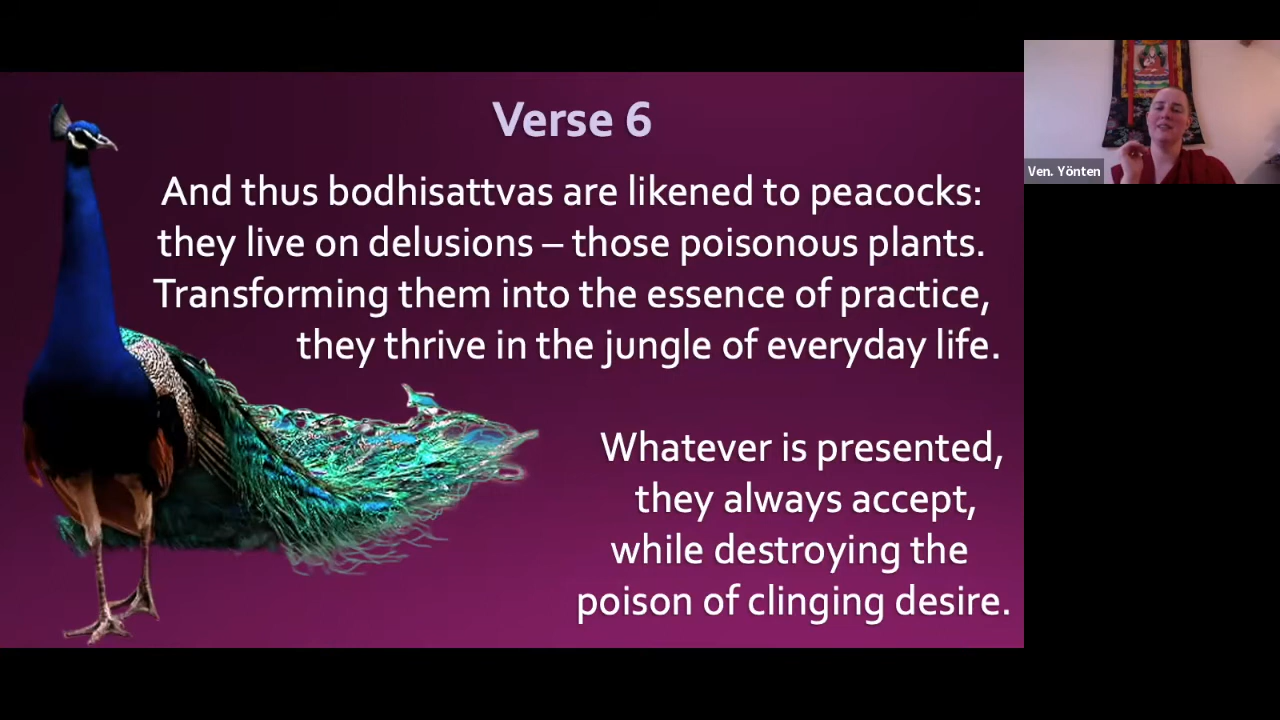 Verse 6
And thus bodhisattvas are likened to peacocks:
they live on delusions – those poisonous plants.
Transforming them into the essence of practice,
they thrive in the jungle of everyday life.
Whatever is presented,
they always accept,
while destroying the
poison of clinging desire.
Ven. Yönten